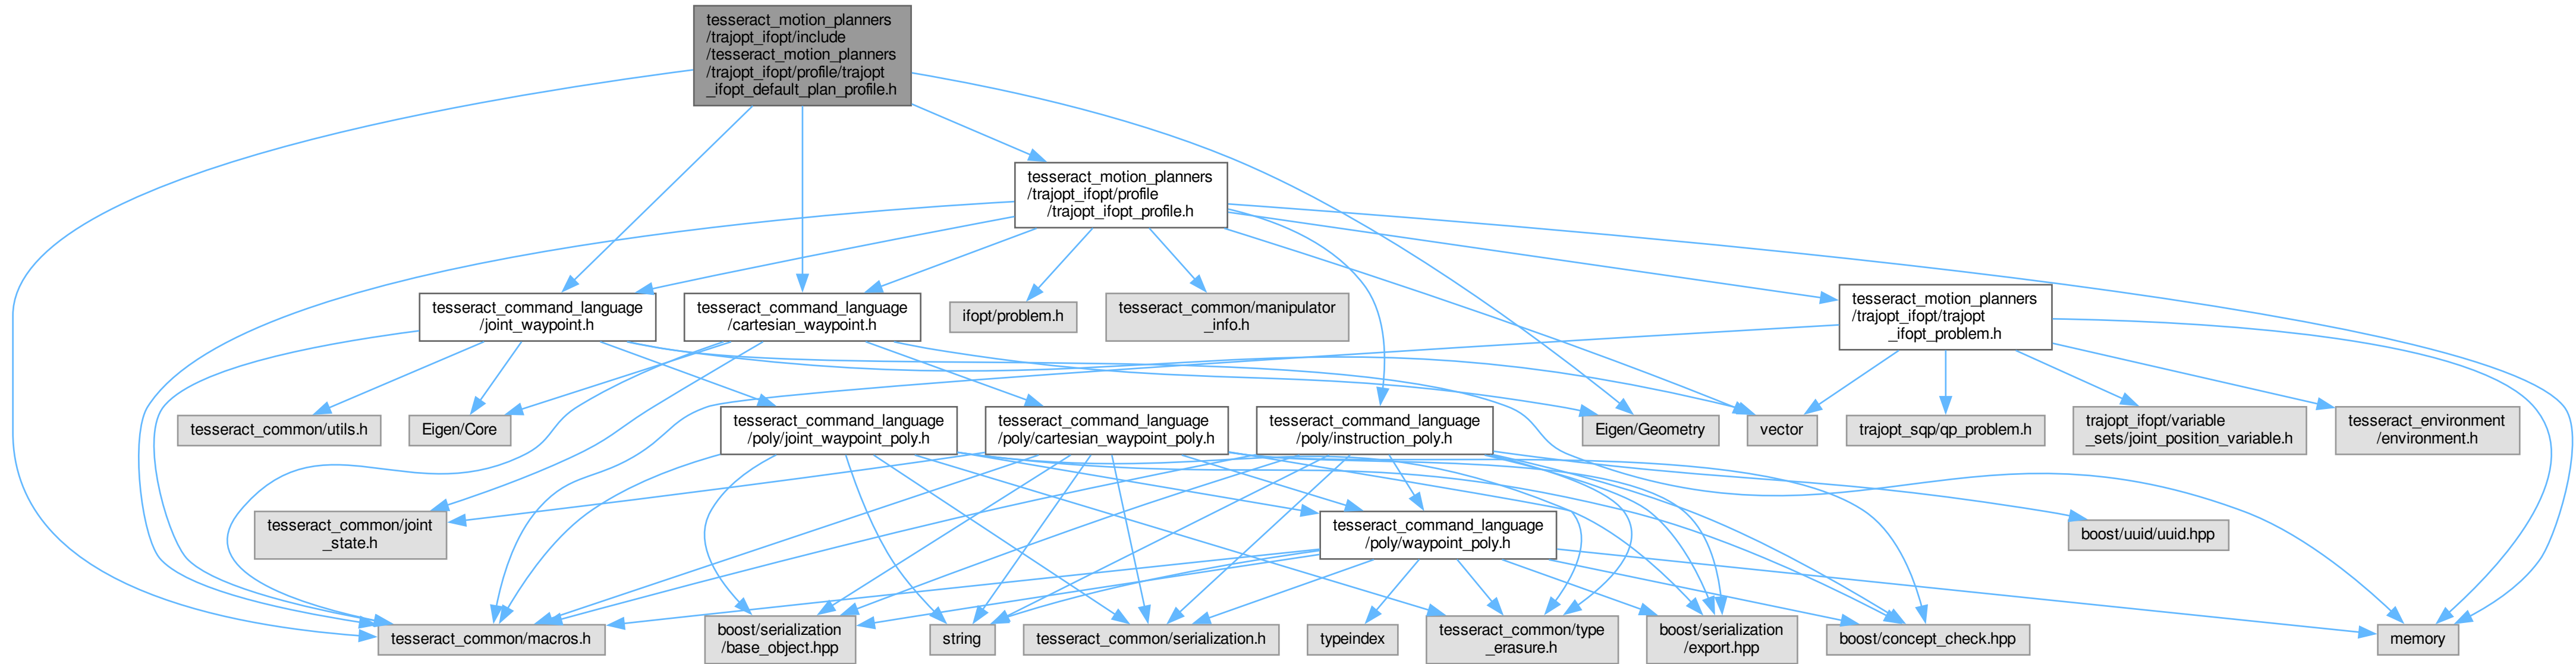 tesseract_motion_planners
/trajopt_ifopt/include
/tesseract_motion_planners
/trajopt_ifopt/profile/trajopt
_ifopt_default_plan_profile.h
tesseract_motion_planners
/trajopt_ifopt/profile
/trajopt_ifopt_profile.h
tesseract_command_language
/joint_waypoint.h
tesseract_command_language
/cartesian_waypoint.h
ifopt/problem.h
tesseract_common/manipulator
_info.h
tesseract_motion_planners
/trajopt_ifopt/trajopt
_ifopt_problem.h
tesseract_common/utils.h
Eigen/Core
tesseract_command_language
/poly/joint_waypoint_poly.h
tesseract_command_language
/poly/cartesian_waypoint_poly.h
tesseract_command_language
/poly/instruction_poly.h
Eigen/Geometry
vector
trajopt_sqp/qp_problem.h
trajopt_ifopt/variable
_sets/joint_position_variable.h
tesseract_environment
/environment.h
tesseract_common/joint
_state.h
tesseract_command_language
/poly/waypoint_poly.h
boost/uuid/uuid.hpp
tesseract_common/macros.h
boost/serialization
/base_object.hpp
string
tesseract_common/serialization.h
typeindex
tesseract_common/type
_erasure.h
boost/serialization
/export.hpp
boost/concept_check.hpp
memory